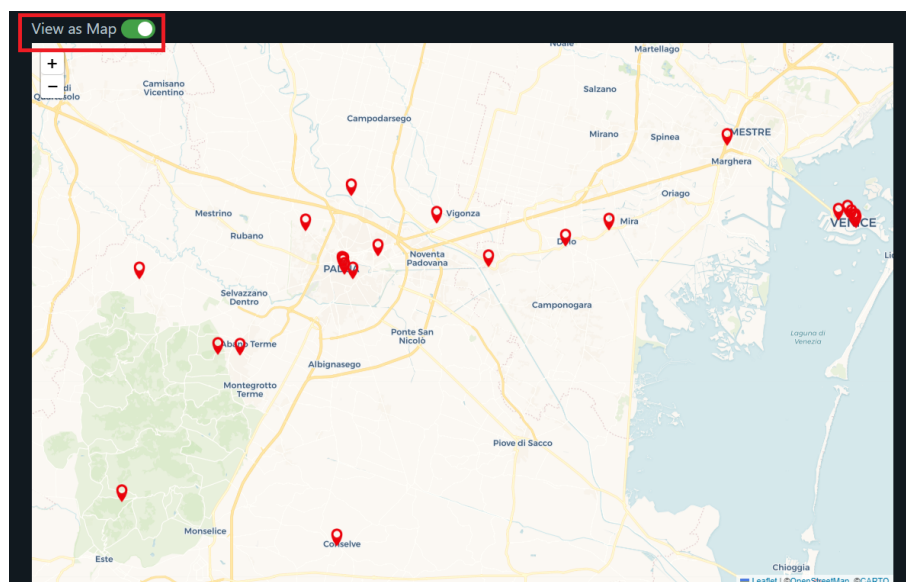 View as Map
+
−
Noale
Martellago
Camisano
Vicentino
Salzano
Campodarsego
Mirano
Spinea
MESTRE
Marghera
Oriago
Mestrino
Vigonza
Mira
VENICE
Rubano
Dolo
Noventa
Padovana
Selvazzano
Dentro
Camponogara
Ponte San
Nicolò
Laguna di
Venezia
Abano Terme
Albignasego
Montegrotto
Terme
Piove di Sacco
Monselice
Conselve
Este
Chioggia
Leaflet | ©OpenStreetMap, ©CARTO